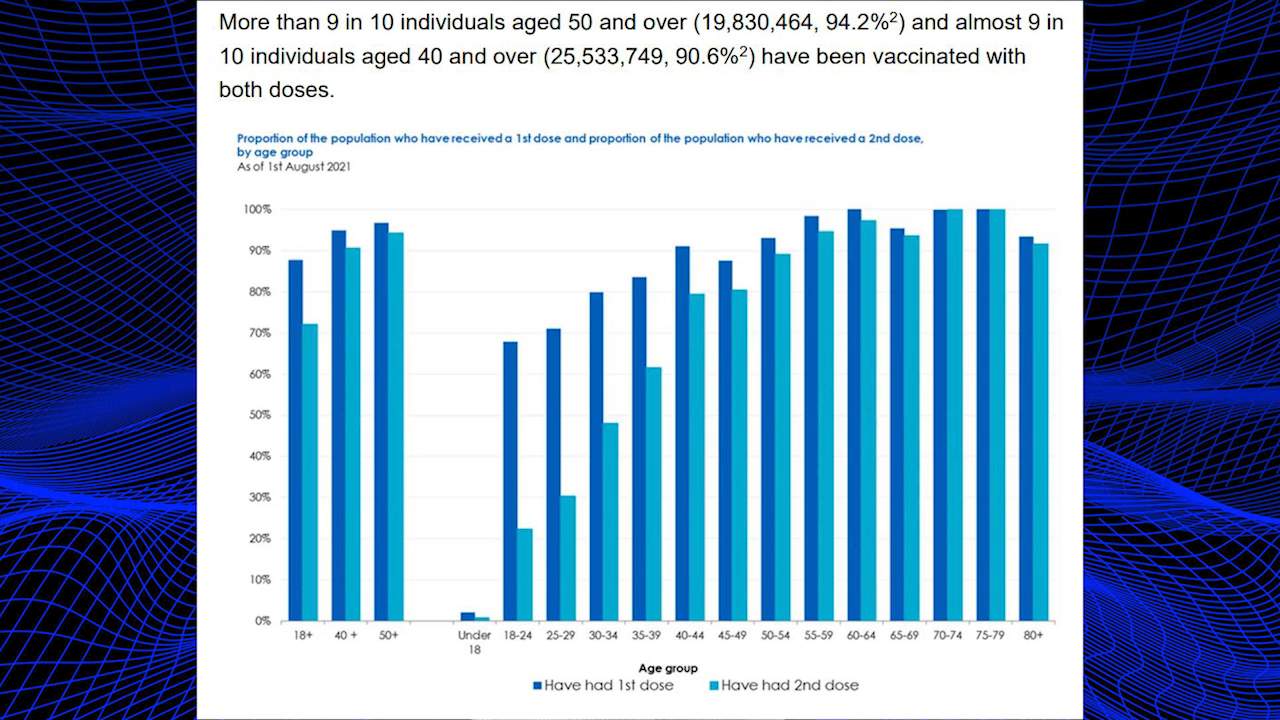 More than 9 in 10 individuals aged 50 and over (19,830,464, 94.2%²) and almost 9 in
10 individuals aged 40 and over (25,533,749, 90.6%²) have been vaccinated with
both doses.
Proportion of the population who have received a 1st dose and proportion of the population who have received a 2nd dose,
by age group
As of 1st August 2021
100%
90%
80%
70%
60%
50%
40%
30%
20%
10%
0%
18+ 40 + 50+ Under 18-24 25-29 30-34 35-39 40-44 45-49 50-54 55-59 60-64 65-69 70-74 75-79 80+
18
Age group
Have had 1st dose Have had 2nd dose